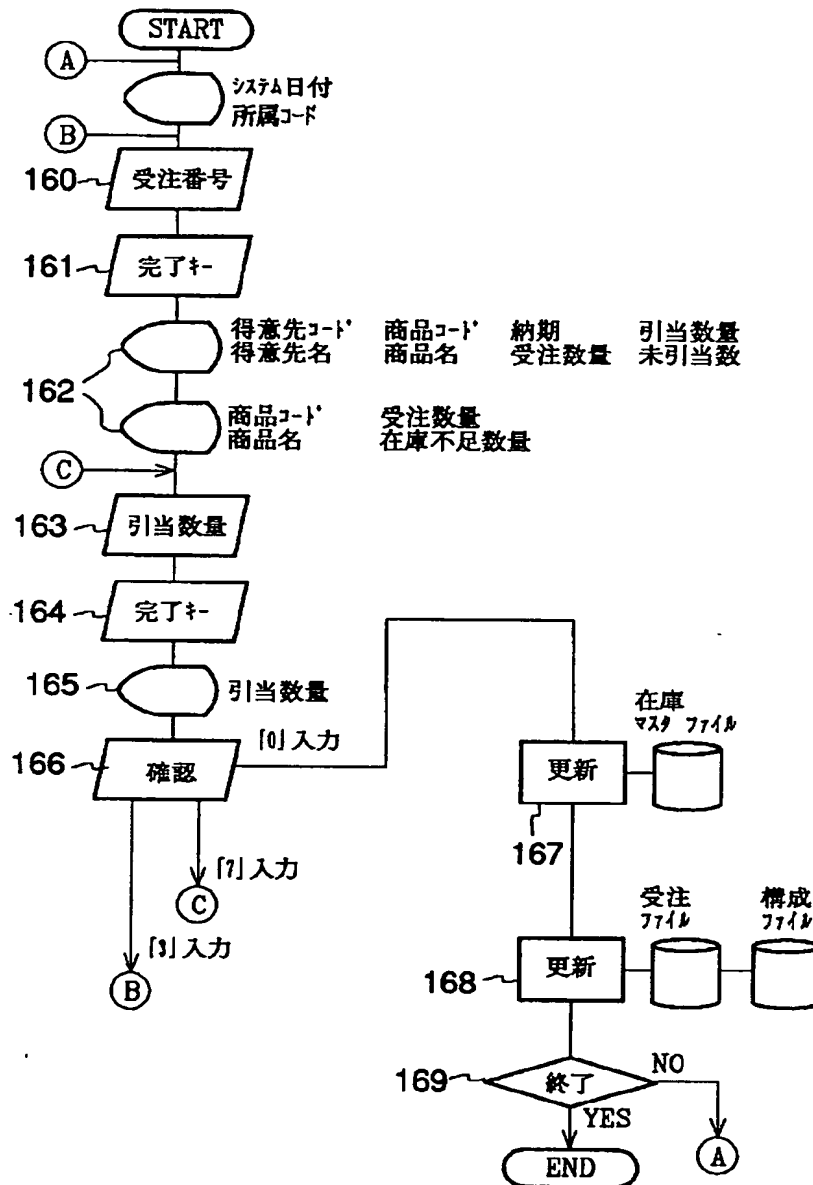 START
A
システム日付
所属コード
B
160
受注番号
161
完了キー
得意先コード 商品コード 納期 引当数量
得意先名 商品名 受注数量 未引当数
162
商品コード 受注数量
商品名 在庫不足数量
C
163
引当数量
164
完了キー
165
引当数量
166
確認
「0」入力
「7」入力
C
「3」入力
B
在庫
マスタ ファイル
更新
167
受注
ファイル
構成
ファイル
更新
168
169
終了
NO
YES
A
END